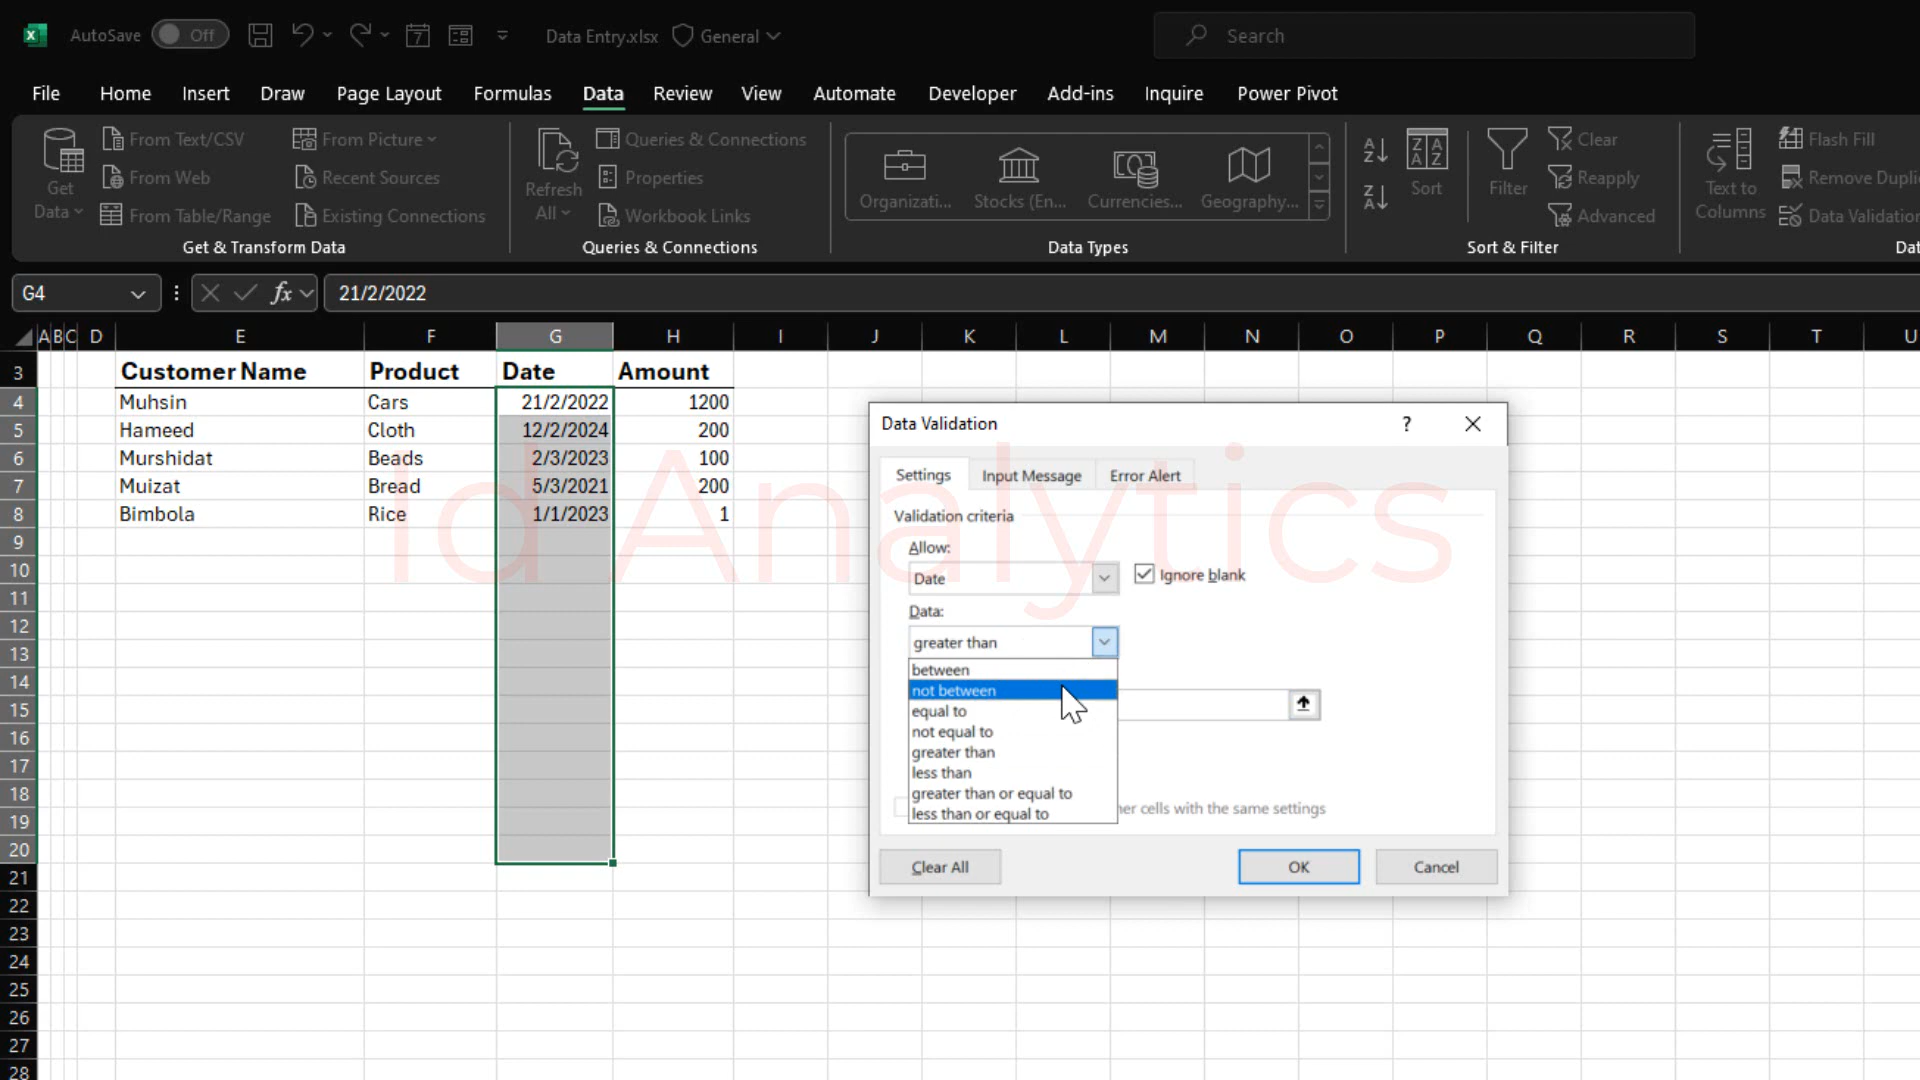 AutoSave Off Data Entry.xlsx General Search
File Home Insert Draw Page Layout Formulas Data Review View Automate Developer Add-ins Inquire Power Pivot
Get Data
From Text/CSV
From Web
From Table/Range
From Picture
Recent Sources
Existing Connections
Get & Transform Data
Refresh All
Queries & Connections
Properties
Workbook Links
Queries & Connections
Organizati... Stocks (En... Currencies... Geography...
Data Types
Sort
Filter
Clear
Reapply
Advanced
Sort & Filter
Text to Columns
Flash Fill
Remove Dupli
Data Validation
Dat
G4 fx 21/2/2022
A B C D E F G H I J K L M N O P Q R S T U
3 Customer Name Product Date Amount
4 Muhsin Cars 21/2/2022 1200
5 Hameed Cloth 12/2/2024 200
6 Murshidat Beads 2/3/2023 100
7 Muizat Bread 5/3/2021 200
8 Bimbola Rice 1/1/2023 1
9
10
11
12
13
14
15
16
17
18
19
20
21
22
23
24
25
26
27
28
Id Analytics
Data Validation ?
Settings Input Message Error Alert
Validation criteria
Allow:
Date Ignore blank
Data:
greater than
between
not between
equal to
not equal to
greater than
less than
greater than or equal to
less than or equal to
her cells with the same settings
Clear All OK Cancel